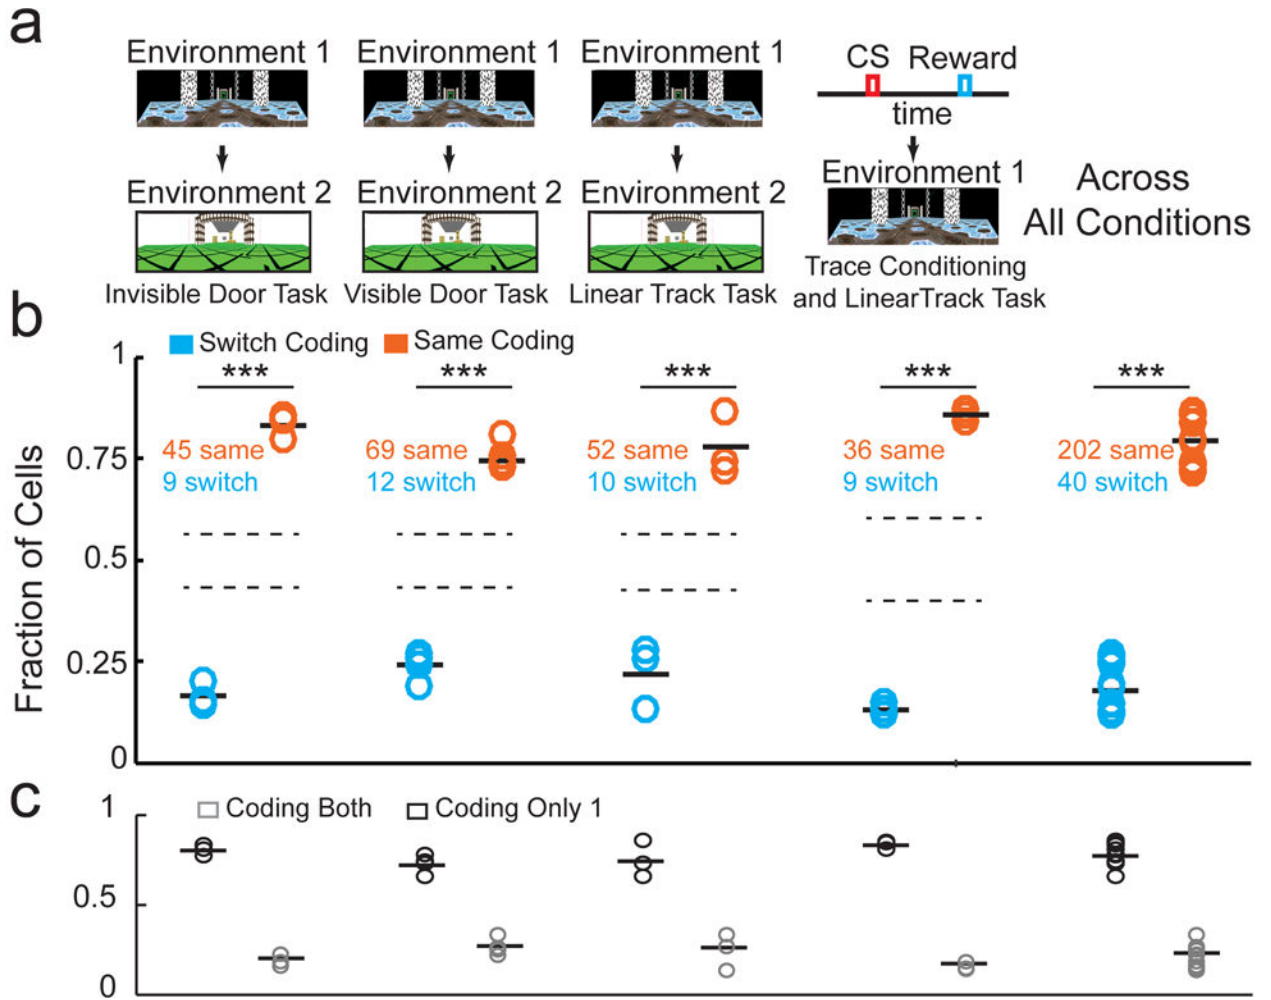 a
Environment 1
Environment 1
Environment 1
CS Reward
time
Environment 2
Environment 2
Environment 2
Environment 1
Across
All Conditions
Invisible Door Task
Visible Door Task
Linear Track Task
Trace Conditioning
and LinearTrack Task
b
Switch Coding
Same Coding
Fraction of Cells
1
0.75
0.5
0.25
0
***
***
***
***
***
45 same
9 switch
69 same
12 switch
52 same
10 switch
36 same
9 switch
202 same
40 switch
c
Coding Both
Coding Only 1
1
0.5
0